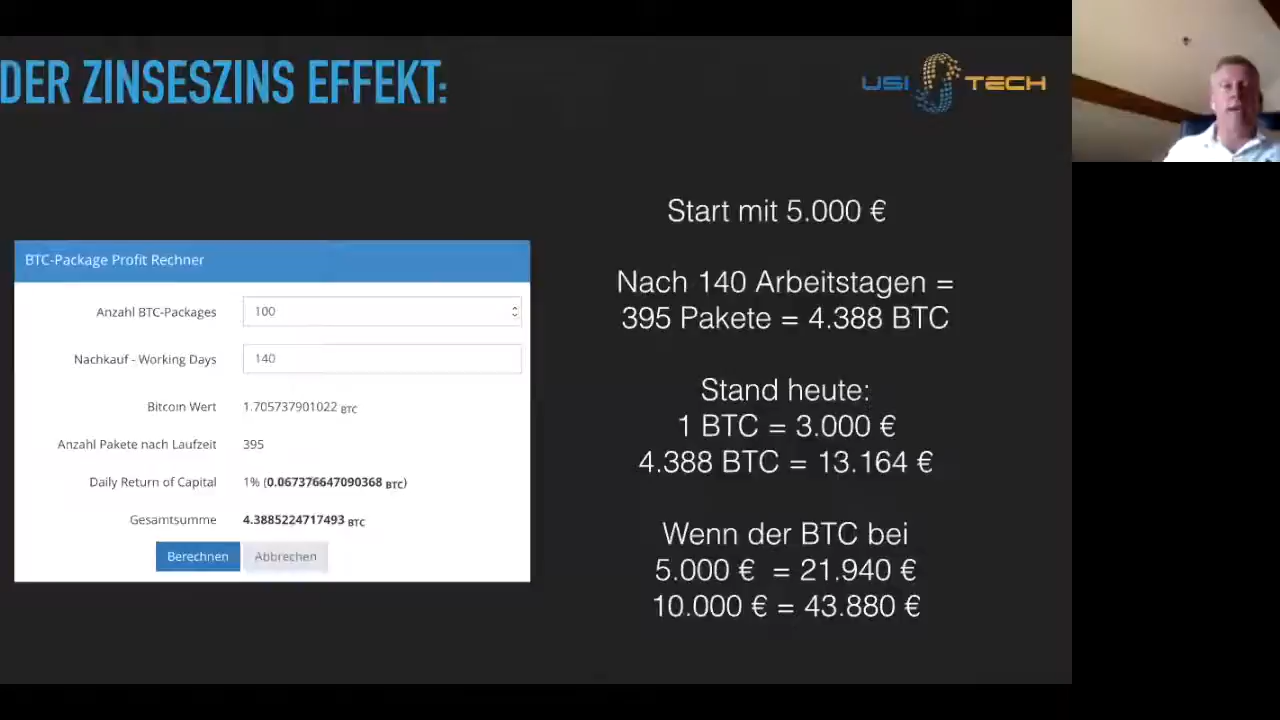 DER ZINSESZINS EFFEKT:
USI TECH
BTC-Package Profit Rechner
Anzahl BTC-Packages 100
Nachkauf - Working Days 140
Bitcoin Wert 1.705737901022 BTC
Anzahl Pakete nach Laufzeit 395
Daily Return of Capital 1% (0.067376647090368 BTC)
Gesamtsumme 4.3885224717493 BTC
Berechnen Abbrechen
Start mit 5.000 €
Nach 140 Arbeitstagen =
395 Pakete = 4.388 BTC
Stand heute:
1 BTC = 3.000 €
4.388 BTC = 13.164 €
Wenn der BTC bei
5.000 € = 21.940 €
10.000 € = 43.880 €